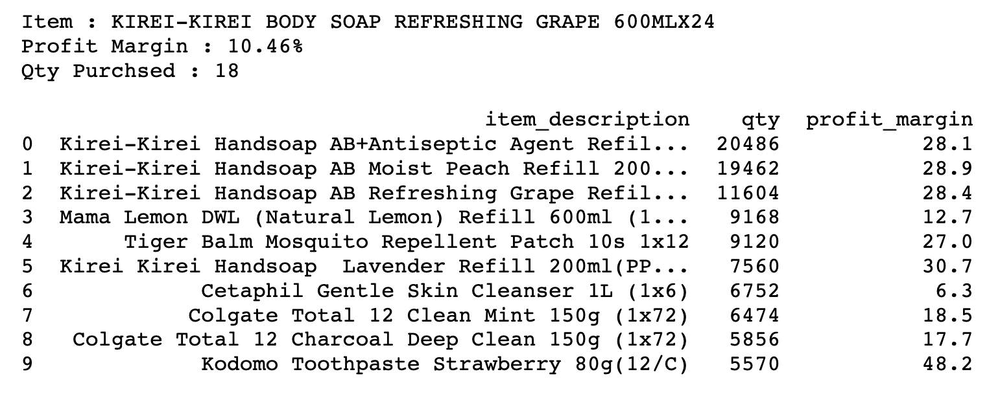 Item : KIREI-KIREI BODY SOAP REFRESHING GRAPE 600MLX24
Profit Margin : 10.46%
Qty Purchsed : 18
item_description qty profit_margin
0 Kirei-Kirei Handsoap AB+Antiseptic Agent Refil... 20486 28.1
1 Kirei-Kirei Handsoap AB Moist Peach Refill 200... 19462 28.9
2 Kirei-Kirei Handsoap AB Refreshing Grape Refil... 11604 28.4
3 Mama Lemon DWL (Natural Lemon) Refill 600ml (1... 9168 12.7
4 Tiger Balm Mosquito Repellent Patch 10s 1x12 9120 27.0
5 Kirei Kirei Handsoap  Lavender Refill 200ml(PP... 7560 30.7
6 Cetaphil Gentle Skin Cleanser 1L (1x6) 6752 6.3
7 Colgate Total 12 Clean Mint 150g (1x72) 6474 18.5
8 Colgate Total 12 Charcoal Deep Clean 150g (1x72) 5856 17.7
9 Kodomo Toothpaste Strawberry 80g(12/C) 5570 48.2